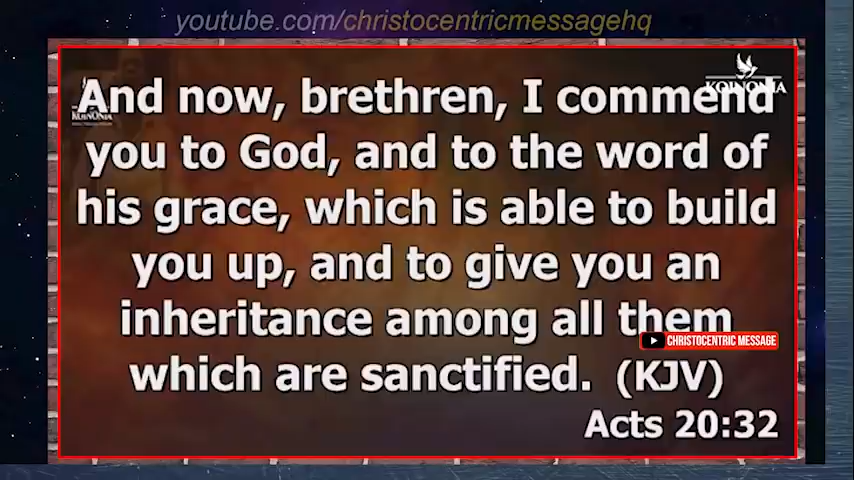 youtube.com/christocentricmessagehq
KOINONIA
KOINONIA
And now, brethren, I commend
you to God, and to the word of
his grace, which is able to build
you up, and to give you an
inheritance among all them
CHRISTOCENTRIC MESSAGE
which are sanctified. (KJV)
Acts 20:32